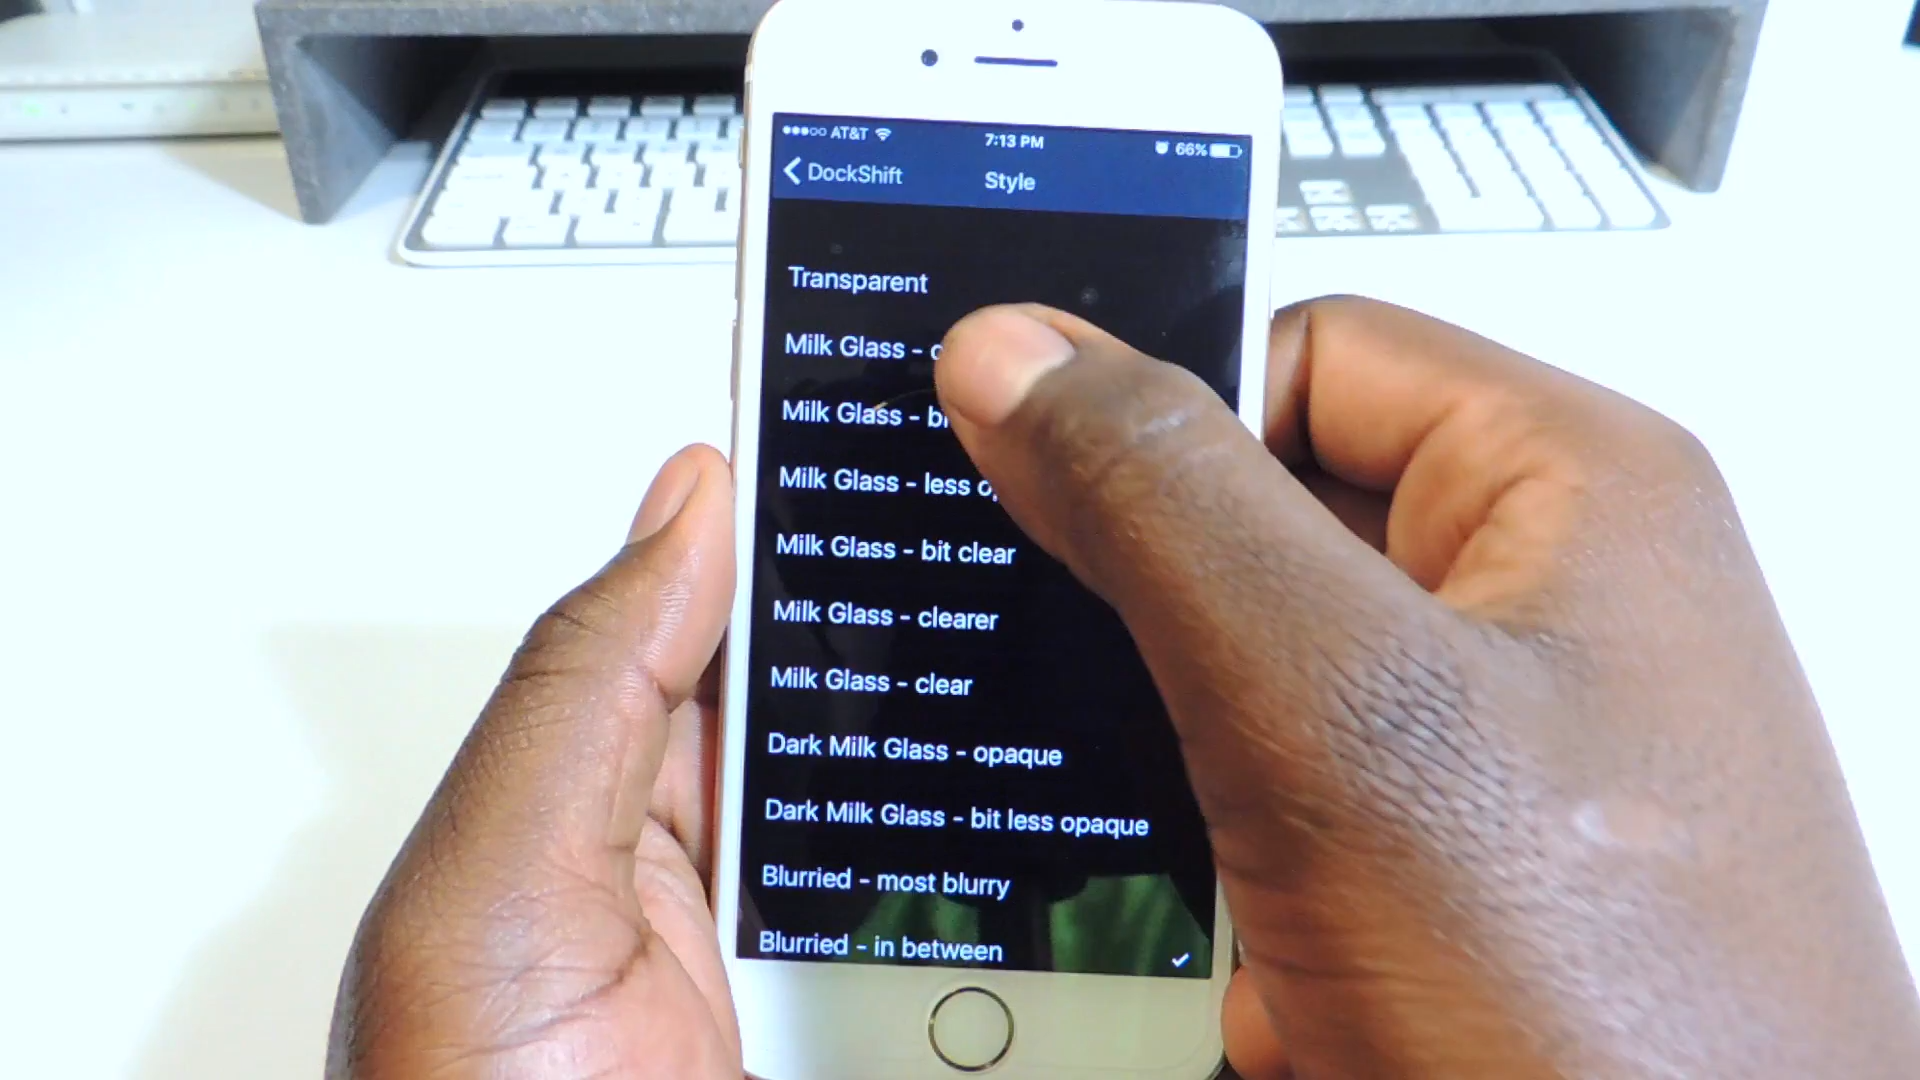 AT&T 7:13 PM 66%
DockShift Style
Transparent
Milk Glass -
Milk Glass -
Milk Glass - less
Milk Glass - bit clear
Milk Glass - clearer
Milk Glass - clear
Dark Milk Glass - opaque
Dark Milk Glass - bit less opaque
Blurried - most blurry
Blurried - in between